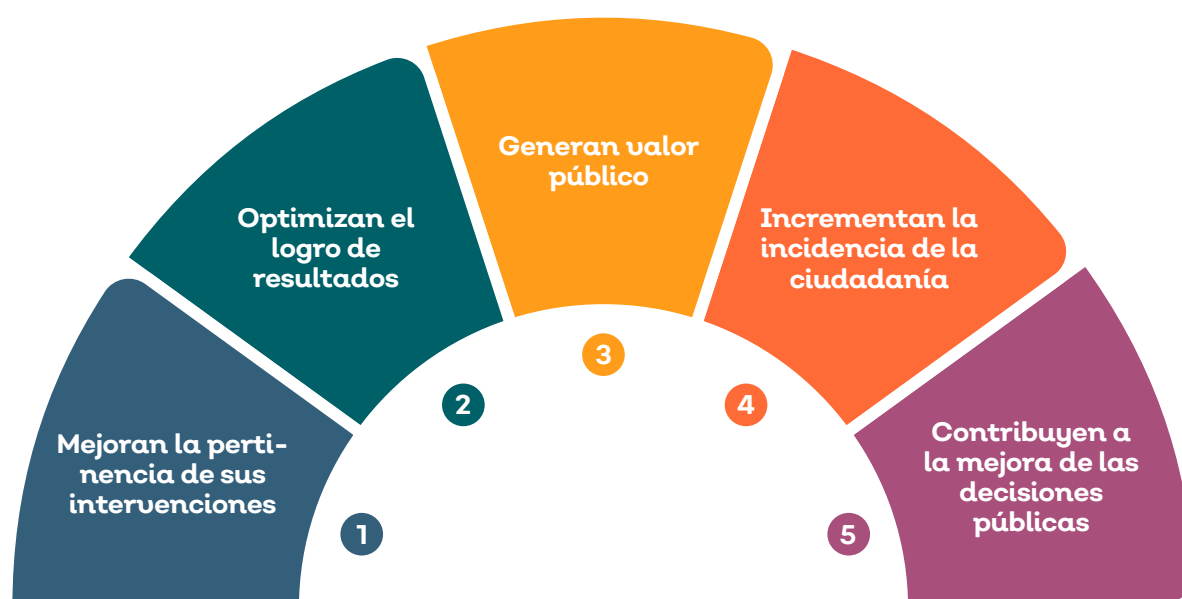 Mejoran la perti-
nencia de sus
intervenciones
1
Optimizan el
logro de
resultados
2
Generan valor
público
3
Incrementan la
incidencia de la
ciudadanía
4
Contribuyen a
la mejora de las
decisiones
públicas
5